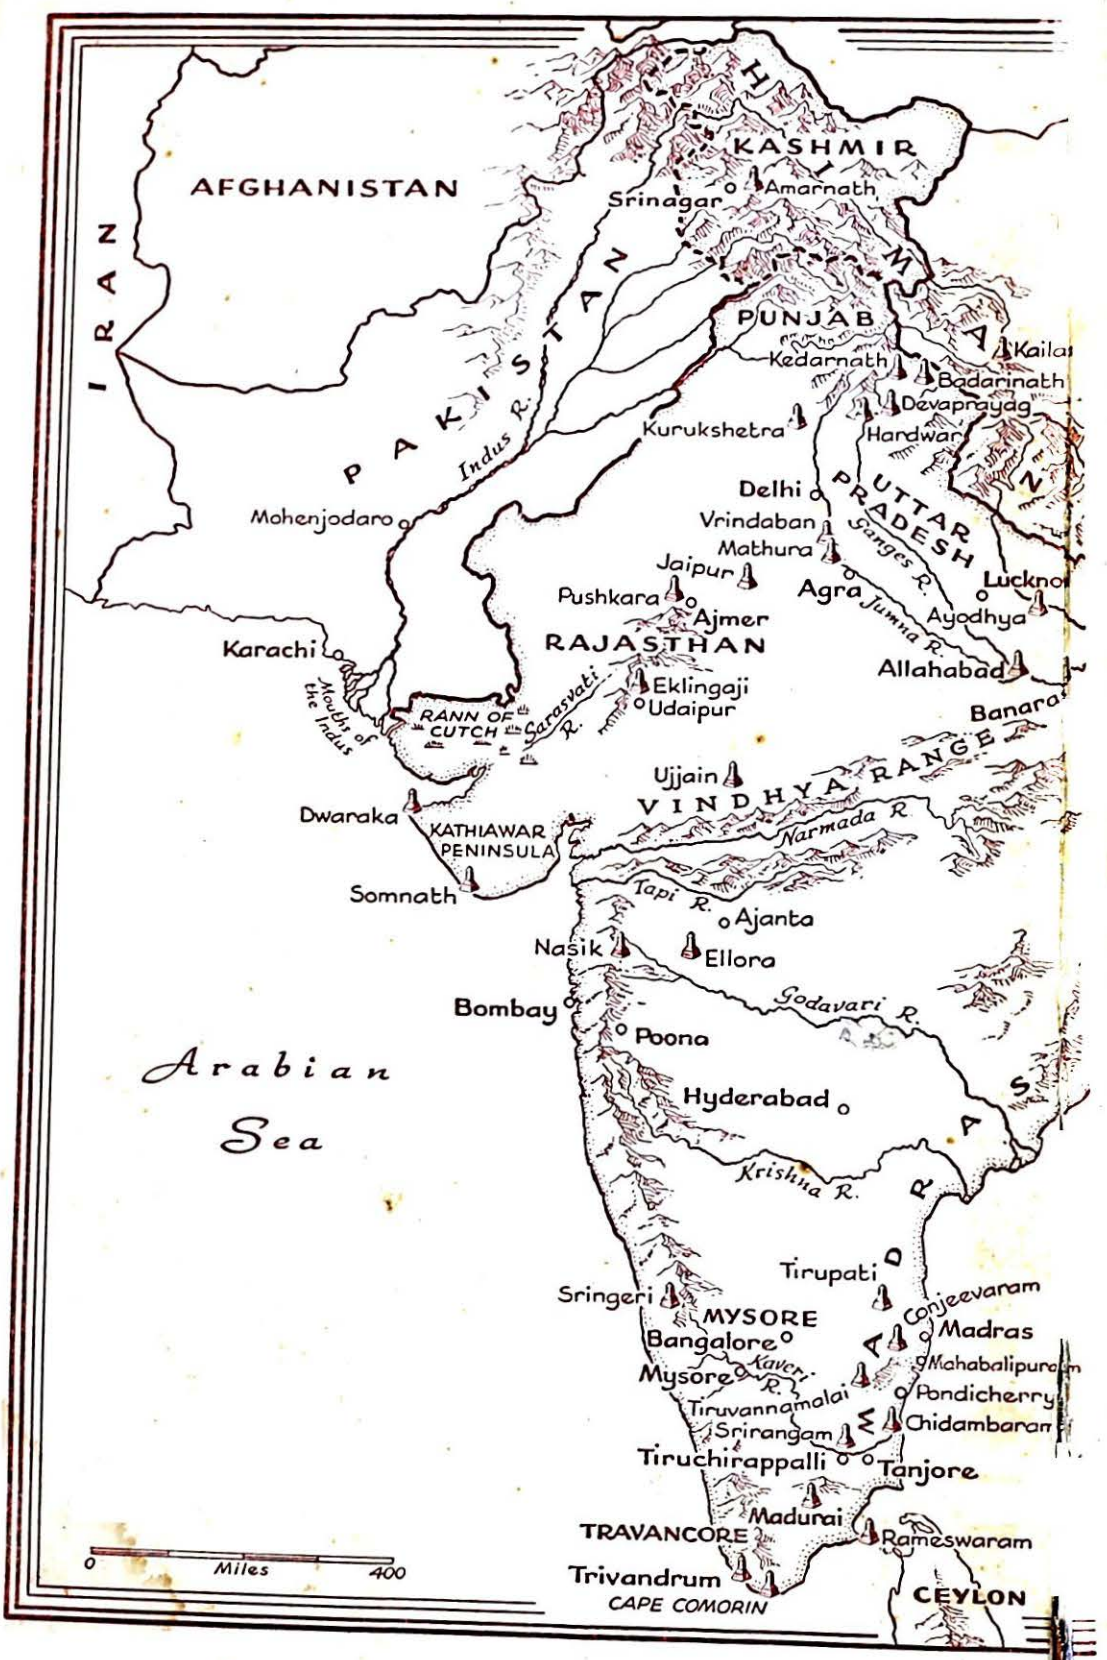 H I M A
KASHMIR
AFGHANISTAN
Amarnath
Srinagar
IRAN
PAKISTAN
PUNJAB
Kailas
Kedarnath
Badarinath
Devaprayag
Kurukshetra
Hardwar
Indus R.
N
Delhi
UTTAR
PRADESH
Mohenjodaro
Vrindaban
Mathura
Ganges R.
Jaipur
Agra
Luckno
Pushkara
Ajmer
Ayodhya
Jumna R.
RAJASTHAN
Karachi
Allahabad
Mouths of
the Indus
Eklingaji
Udaipur
Sarasvati
R.
RANN OF
CUTCH
Banaras
Ujjain
VINDHYA RANGE
Dwaraka
Narmada R.
KATHIAWAR
PENINSULA
Somnath
Tapi R.
Ajanta
Nasik
Ellora
Godavari R.
Bombay
Poona
Arabian
Sea
Hyderabad
MADRAS
Krishna R.
Tirupati
Sringeri
Conjeevaram
MYSORE
Bangalore
Madras
Kaveri
R.
Mahabalipuram
Mysore
Tiruvannamalai
Pondicherry
Srirangam
Chidambaram
Tiruchirappalli
Tanjore
Madurai
TRAVANCORE
Rameswaram
Trivandrum
CAPE COMORIN
CEYLON
0 400
Miles